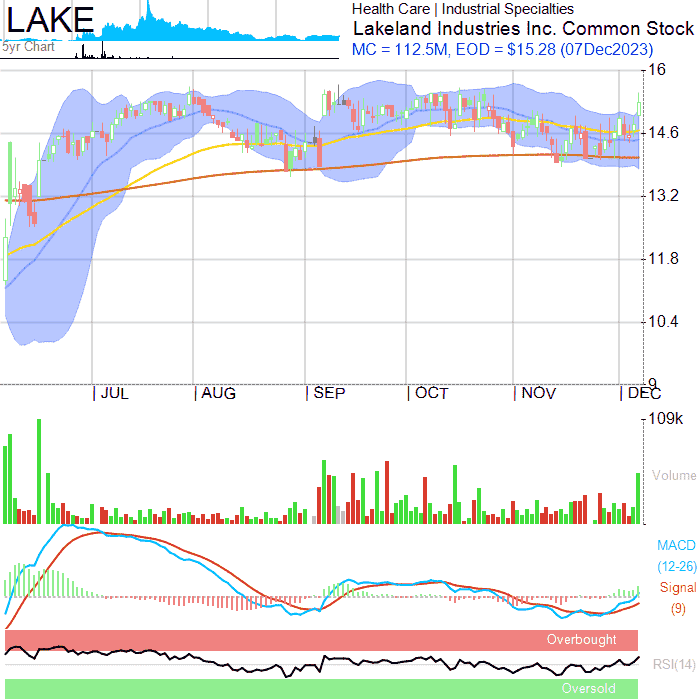 LAKE
5yr Chart
Health Care | Industrial Specialties
Lakeland Industries Inc. Common Stock
MC = 112.5M, EOD = $15.28 (07Dec2023)
16
14.6
13.2
11.8
10.4
9
JUL AUG SEP OCT NOV DEC
109k
Volume
MACD
(12-26)
Signal
(9)
Overbought
RSI(14)
Oversold